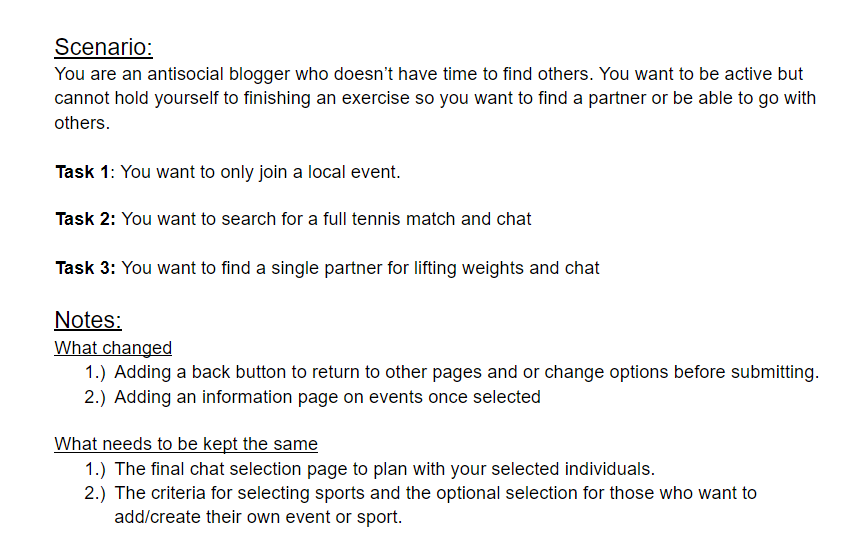 Scenario:
You are an antisocial blogger who doesn’t have time to find others. You want to be active but
cannot hold yourself to finishing an exercise so you want to find a partner or be able to go with
others.
Task 1: You want to only join a local event.
Task 2: You want to search for a full tennis match and chat
Task 3: You want to find a single partner for lifting weights and chat
Notes:
What changed
1.) Adding a back button to return to other pages and or change options before submitting.
2.) Adding an information page on events once selected
What needs to be kept the same
1.) The final chat selection page to plan with your selected individuals.
2.) The criteria for selecting sports and the optional selection for those who want to
add/create their own event or sport.